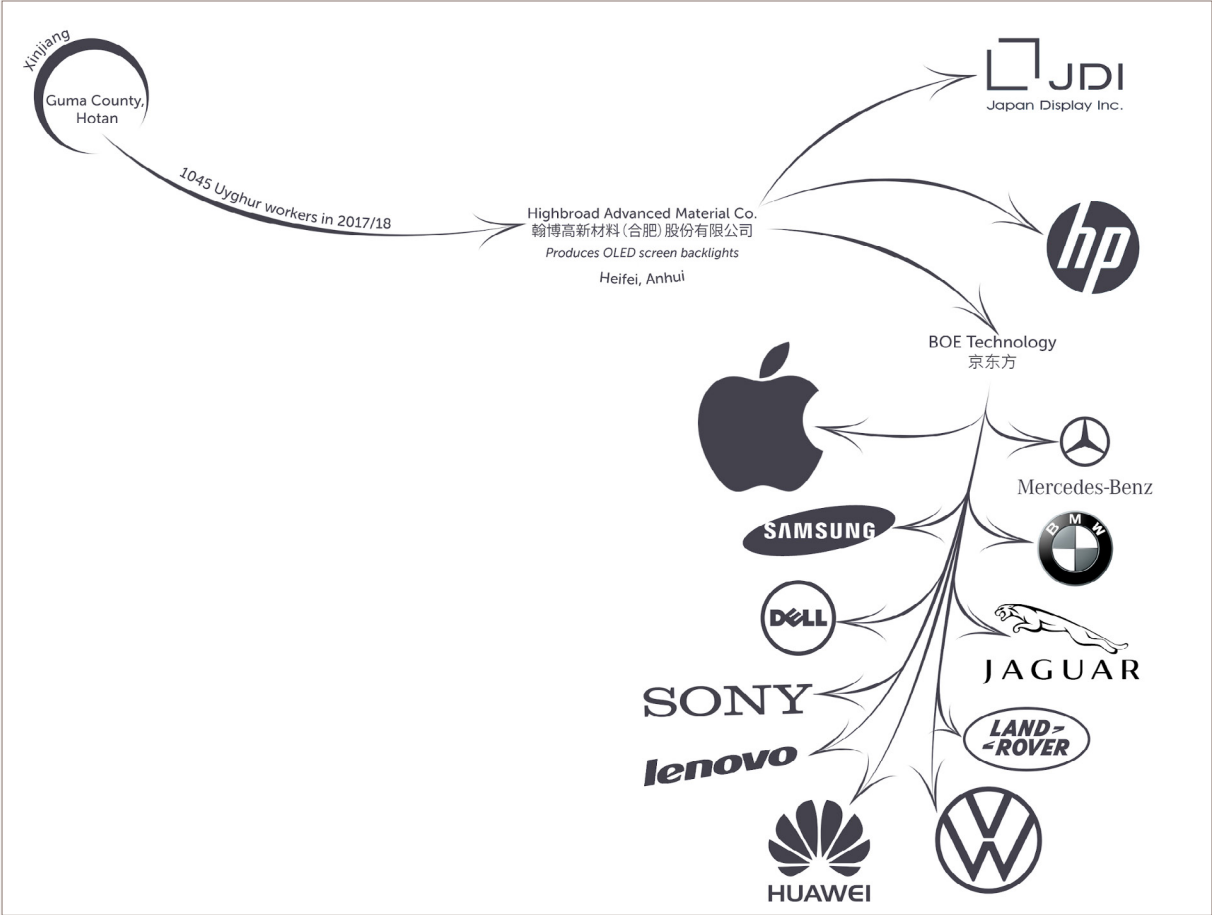 Xinjiang
Guma County,
Hotan
1045 Uyghur workers in 2017/18
Highbroad Advanced Material Co.
翰博高新材料(合肥)股份有限公司
Produces OLED screen backlights
Heifei, Anhui
JDI
Japan Display Inc.
hp
BOE Technology
京东方
Mercedes-Benz
SAMSUNG
BMW
DELL
JAGUAR
SONY
LAND-
-ROVER
lenovo
HUAWEI
VW